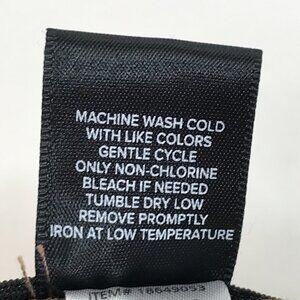 MACHINE WASH COLD
WITH LIKE COLORS
GENTLE CYCLE
ONLY NON-CHLORINE
BLEACH IF NEEDED
TUMBLE DRY LOW
REMOVE PROMPTLY
IRON AT LOW TEMPERATURE
ITEM#